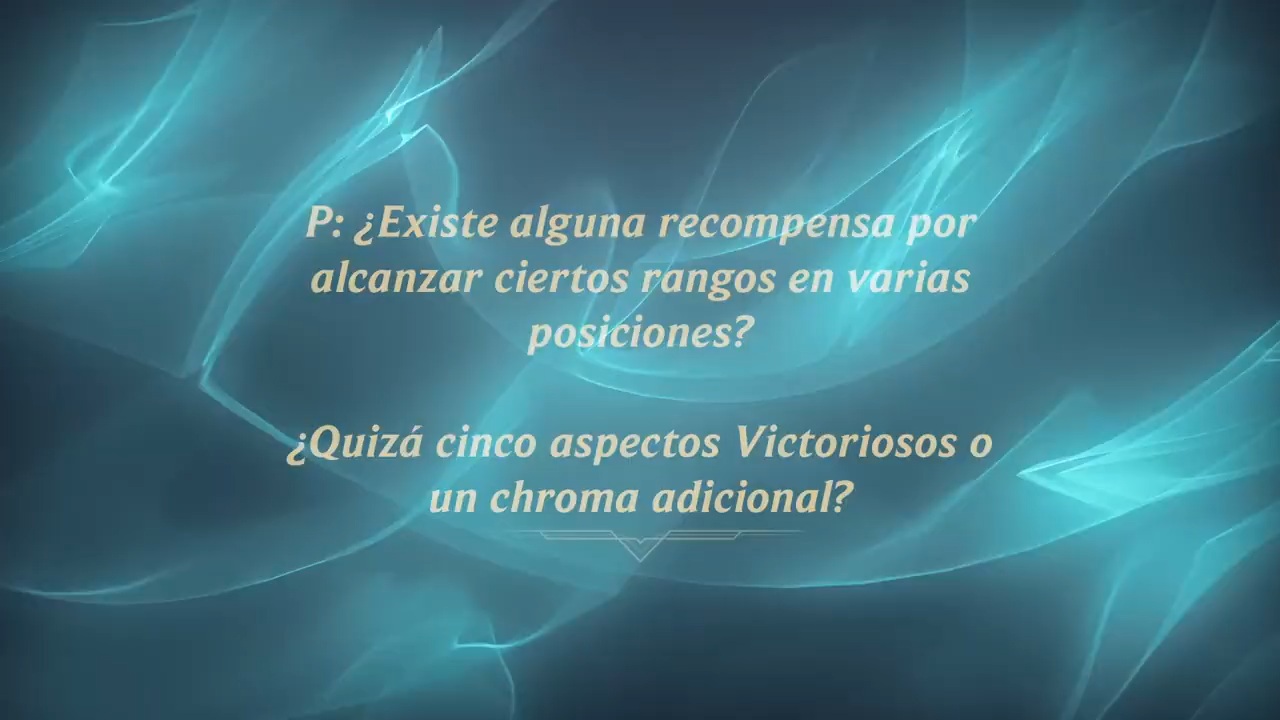 P: ¿Existe alguna recompensa por
alcanzar ciertos rangos en varias
posiciones?
¿Quizá cinco aspectos Victoriosos o
un chroma adicional?